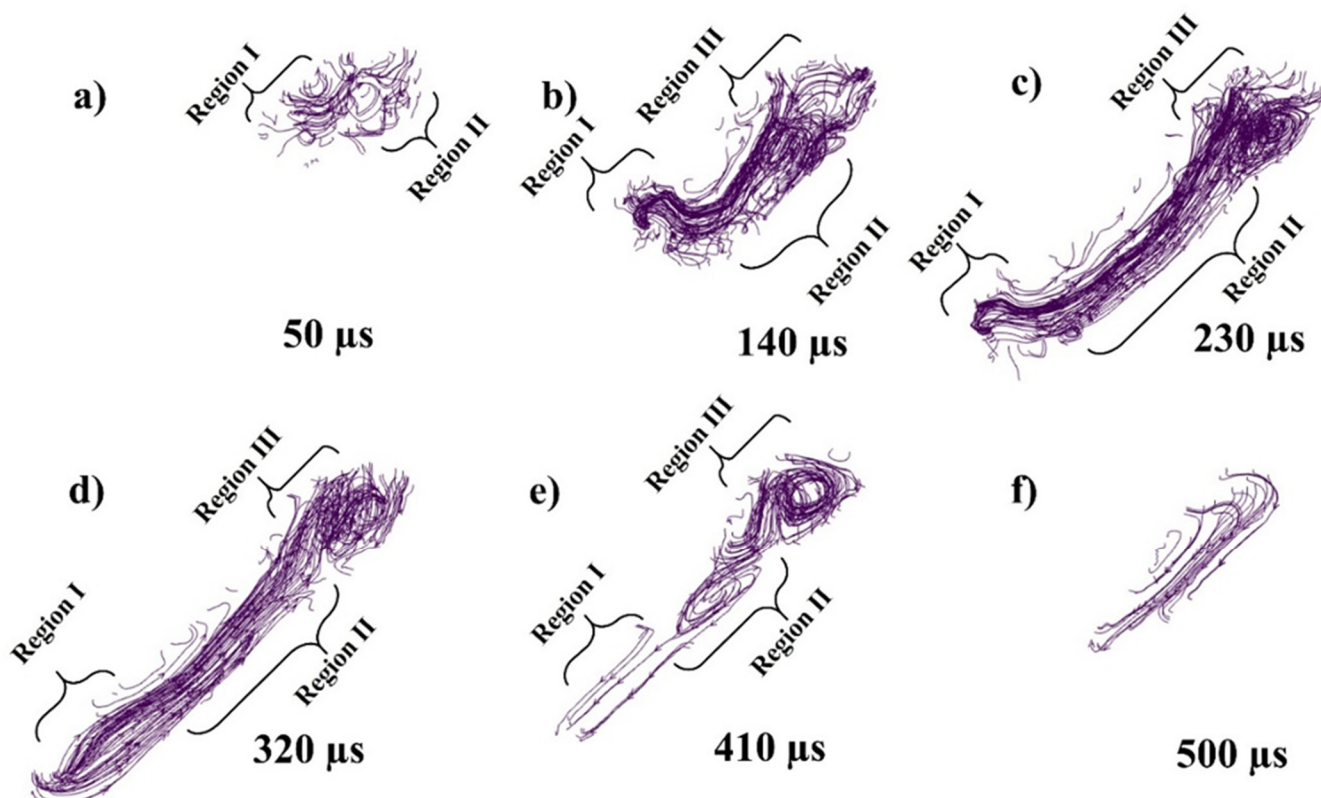 a)
Region I
Region II
50 μs
b)
Region III
Region I
Region II
140 μs
c)
Region III
Region I
Region II
230 μs
d)
Region III
Region I
Region II
320 μs
e)
Region III
Region I
Region II
410 μs
f)
500 μs